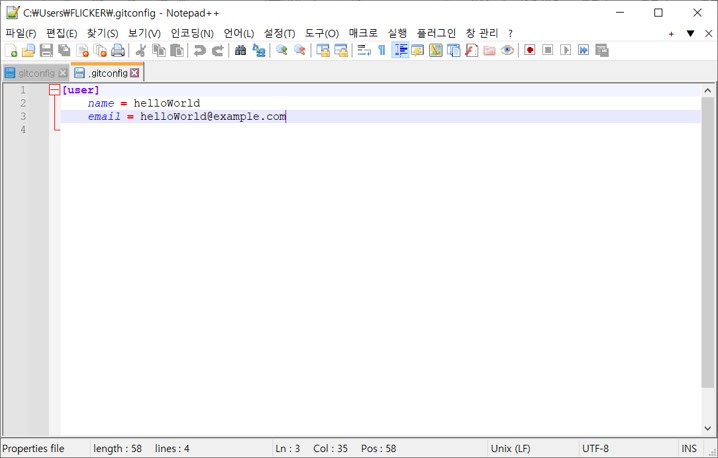 C:₩Users₩FLICKER₩.gitconfig - Notepad++
파일(F) 편집(E) 찾기(S) 보기(V) 인코딩(N) 언어(L) 설정(T) 도구(O) 매크로 실행 플러그인 창 관리 ? + ▼ X
gitconfig .gitconfig
1 [user]
2 name = helloWorld
3 email = helloWorld@example.com
4
Properties file length : 58 lines : 4 Ln : 3 Col : 35 Pos : 58 Unix (LF) UTF-8 INS